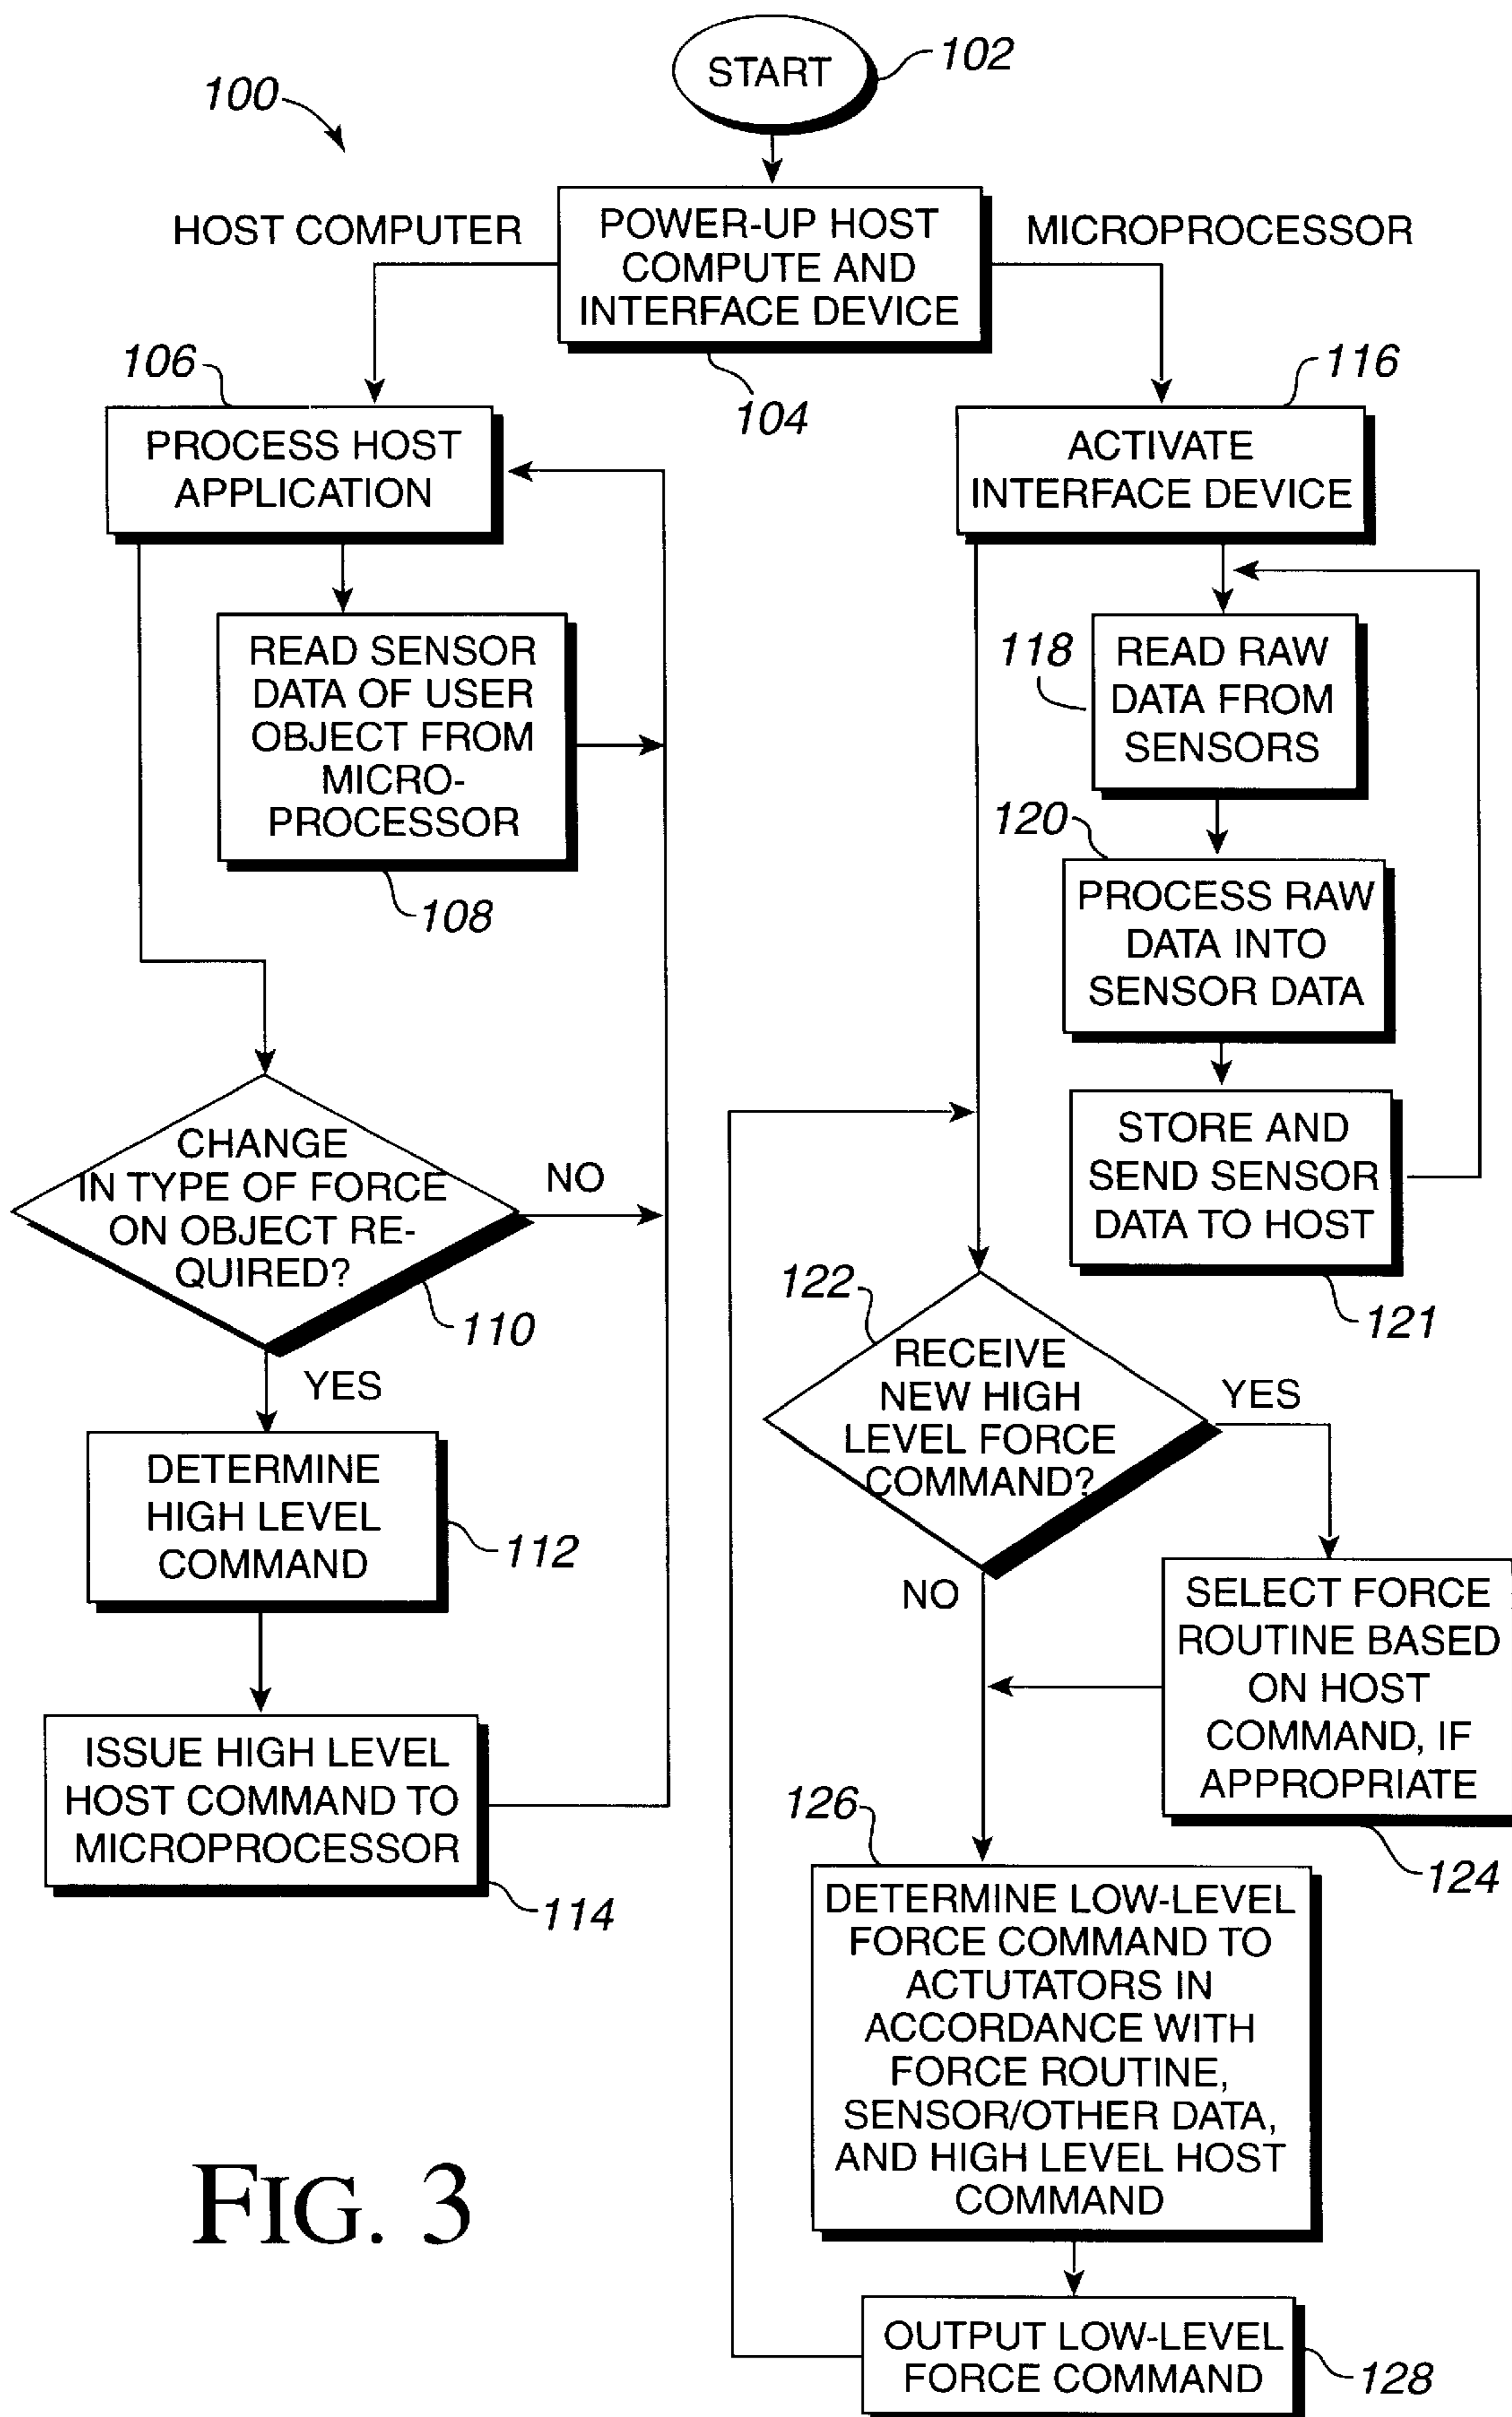 START
102
100
HOST COMPUTER
POWER-UP HOST
COMPUTE AND
INTERFACE DEVICE
MICROPROCESSOR
104
106
PROCESS HOST
APPLICATION
116
ACTIVATE
INTERFACE DEVICE
READ SENSOR
DATA OF USER
OBJECT FROM
MICRO-
PROCESSOR
108
118
READ RAW
DATA FROM
SENSORS
120
PROCESS RAW
DATA INTO
SENSOR DATA
STORE AND
SEND SENSOR
DATA TO HOST
121
CHANGE
IN TYPE OF FORCE
ON OBJECT RE-
QUIRED?
NO
110
YES
122
RECEIVE
NEW HIGH
LEVEL FORCE
COMMAND?
YES
NO
DETERMINE
HIGH LEVEL
COMMAND
112
SELECT FORCE
ROUTINE BASED
ON HOST
COMMAND, IF
APPROPRIATE
124
ISSUE HIGH LEVEL
HOST COMMAND TO
MICROPROCESSOR
114
126
DETERMINE LOW-LEVEL
FORCE COMMAND TO
ACTUTATORS IN
ACCORDANCE WITH
FORCE ROUTINE,
SENSOR/OTHER DATA,
AND HIGH LEVEL HOST
COMMAND
OUTPUT LOW-LEVEL
FORCE COMMAND
128
FIG. 3